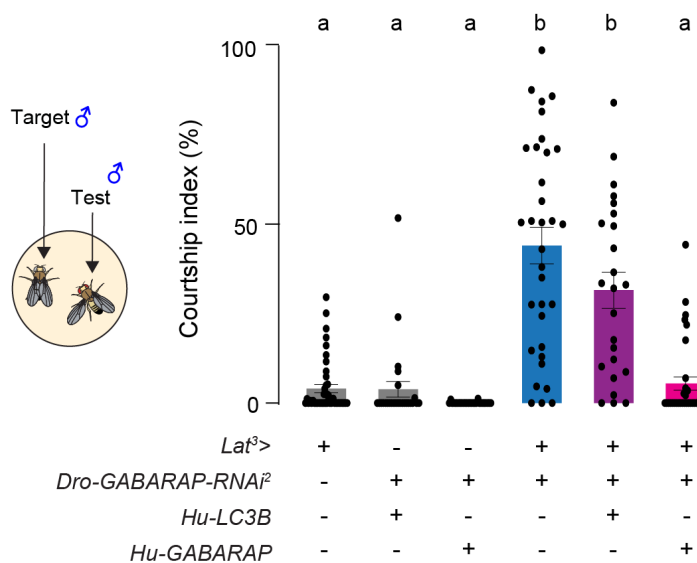 a a a b b a
100
50
0
Courtship index (%)
Target ♂
♂
Test
Lat³> + - - + + +
Dro-GABARAP-RNAi² - + + + + +
Hu-LC3B - + - - + -
Hu-GABARAP - - + - - +